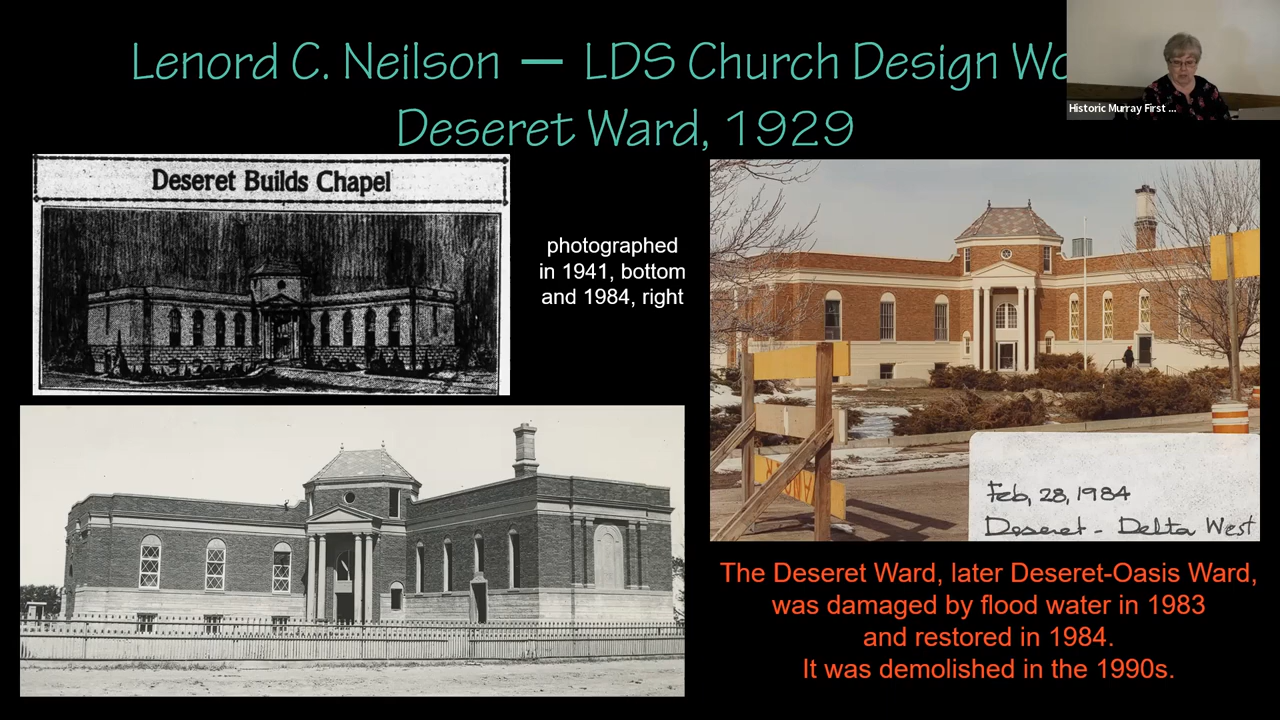 Lenord C. Neilson — LDS Church Design
Deseret Ward, 1929
Historic Murray First ...
Deseret Builds Chapel
photographed
in 1941, bottom
and 1984, right
Feb, 28, 1984
Deseret - Delta West
The Deseret Ward, later Deseret-Oasis Ward,
was damaged by flood water in 1983
and restored in 1984.
It was demolished in the 1990s.